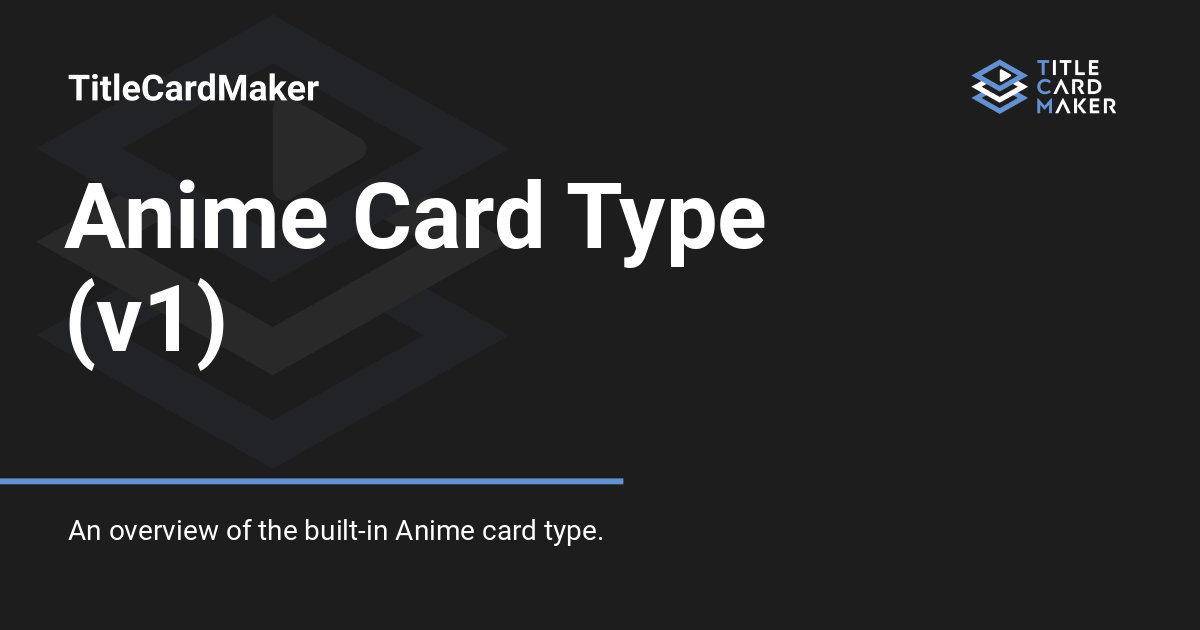 TitleCardMaker
TITLE
CARD
MAKER
Anime Card Type
(v1)
An overview of the built-in Anime card type.